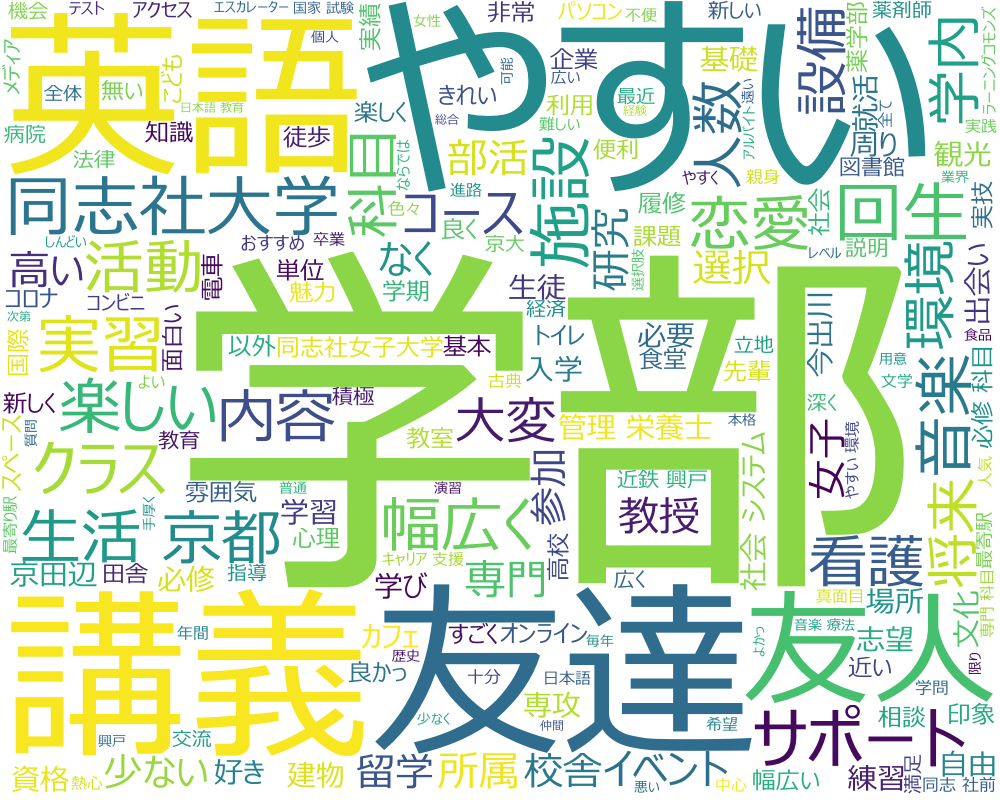 機会
テスト
アクセス
エスカレーター 国家 試験
実績
女性
非常
パソコン
不便
新しい
薬剤師
メディア
英語
やすい
個人
可能
企業
広い
基礎
設備
薬学部
学内
ラーニングコモンズ
全体
無い
こども
日本語 教育
楽しく
きれい
利用
最近
人数
アルバイト
遠い
周り
就活
全て
実践
病院
知識
徒歩
総合
難しい
経験
法律
科目
ならでは
部活
便利
やすく
親身
図書館
観光
業界
同志社大学
色々
進路
コース
施設
履修
恋愛
社会
回生
実技
しんどい
おすすめ
卒業
良く
京大
研究
課題
選択肢
選択
レベル
説明
環境
出会い
高い
活動
電車
単位
なく
学期
生徒
コロナ
コンビニ
魅力
経済
必要
次第
国際
実習
面白い
学部
以外
同志社女子大学
基本
トイレ
入学
食堂
立地
先輩
今出川
用意
文学
音楽
食品
必修 科目
新しく
よい
楽しい
内容
積極
古典
大変
本格
深く
質問
スペース
クラス
教育
教室
管理 栄養士
女子
やすい 環境
人気
雰囲気
普通
演習
参加
近鉄 興戸
教授
社会 システム
将来
最寄り駅
手厚く
生活
京都
学習
心理
幅広く
キャリア 支援
高校
広く
看護
専門 科目
最寄駅
京田辺
田舎
必修
指導
学び
専門
真面目
場所
文化
講義
友達
友人
年間
カフェ
すごく
オンライン
毎年
音楽 療法
よかっ
志望
歴史
良かっ
十分
日本語
専攻
近い
限り
学問
興戸
交流
少なく
仲間
希望
サポート
相談
印象
資格
熱心
少ない
好き
建物
留学
所属
校舎
イベント
悪い
中心
幅広い
練習
満足
自由
同志 社前